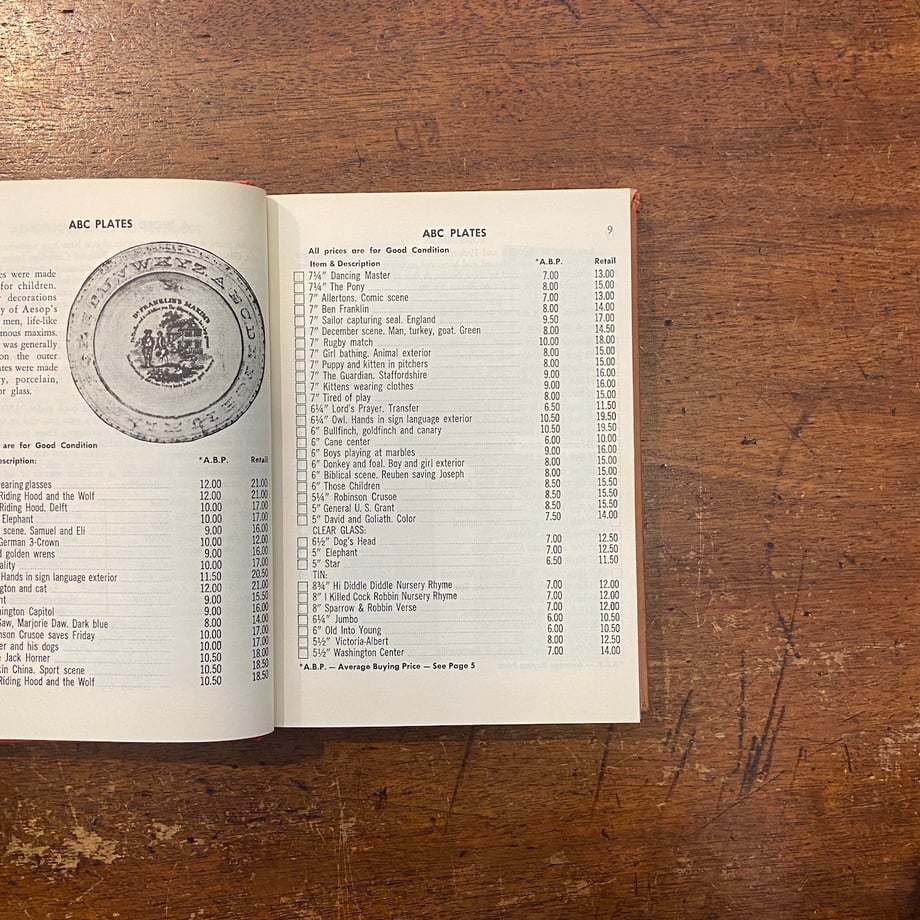 ABC PLATES
es were made
for children.
decorations
y of Aesop's
men, life-like
mous maxims.
was generally
on the outer
ates were made
ry, porcelain,
or glass.
Dr FRANKLIN'S MAXIMS
are for Good Condition
escription: *A.B.P. Retail
earing glasses 12.00 21.00
Riding Hood and the Wolf 12.00 21.00
Riding Hood. Delft 10.00 17.00
Elephant 10.00 17.00
scene. Samuel and Eli 9.00 16.00
German 3-Crown 10.00 12.00
d golden wrens 9.00 16.00
ality 10.00 17.00
Hands in sign language exterior 11.50 20.50
ngton and cat 12.00 21.00
nt 9.00 15.50
hington Capitol 9.00 16.00
Saw, Marjorie Daw. Dark blue 8.00 14.00
nson Crusoe saves Friday 10.00 17.00
er and his dogs 10.00 17.00
e Jack Horner 10.50 18.50
kin China. Sport scene 10.50 18.00
Riding Hood and the Wolf 10.50 18.50
ABC PLATES 9
All prices are for Good Condition
Item & Description *A.B.P. Retail
7¼" Dancing Master 7.00 13.00
7¼" The Pony 8.00 15.00
7" Allertons. Comic scene 7.00 13.00
7" Ben Franklin 8.00 14.00
7" Sailor capturing seal. England 9.50 17.00
7" December scene. Man, turkey, goat. Green 8.00 14.50
7" Rugby match 10.00 18.00
7" Girl bathing. Animal exterior 8.00 15.00
7" Puppy and kitten in pitchers 8.00 15.00
7" The Guardian. Staffordshire 9.00 16.00
7" Kittens wearing clothes 9.00 16.00
7" Tired of play 8.00 15.00
6¼" Lord's Prayer. Transfer 6.50 11.50
6¼" Owl. Hands in sign language exterior 10.50 19.50
6" Bullfinch, goldfinch and canary 10.50 19.50
6" Cane center 6.00 10.00
6" Boys playing at marbles 9.00 16.00
6" Donkey and foal. Boy and girl exterior 8.00 15.00
6" Biblical scene. Reuben saving Joseph 8.00 15.00
6" Those Children 8.50 15.50
5¼" Robinson Crusoe 8.50 15.50
5" General U. S. Grant 8.50 15.50
5" David and Goliath. Color 7.50 14.00
CLEAR GLASS:
6½" Dog's Head 7.00 12.50
5" Elephant 7.00 12.50
5" Star 6.50 11.50
TIN:
8¾" Hi Diddle Diddle Nursery Rhyme 7.00 12.00
8" I Killed Cock Robbin Nursery Rhyme 7.00 12.00
8" Sparrow & Robbin Verse 7.00 12.00
6¼" Jumbo 6.00 10.50
6" Old Into Young 6.00 10.50
5½" Victoria-Albert 8.00 12.50
5½" Washington Center 7.00 14.00
*A.B.P. — Average Buying Price — See Page 5